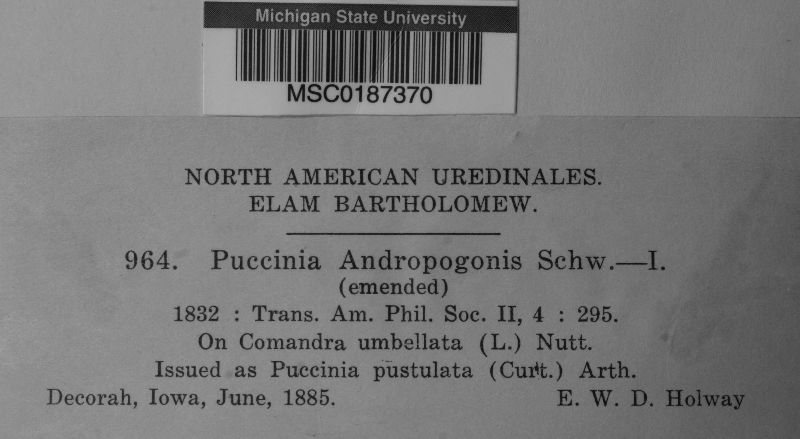 Michigan State University
MSC0187370
NORTH AMERICAN UREDINALES.
ELAM BARTHOLOMEW.
964. Puccinia Andropogonis Schw.—I.
(emended)
1832 : Trans. Am. Phil. Soc. II, 4 : 295.
On Comandra umbellata (L.) Nutt.
Issued as Puccinia pustulata (Curt.) Arth.
Decorah, Iowa, June, 1885. E. W. D. Holway